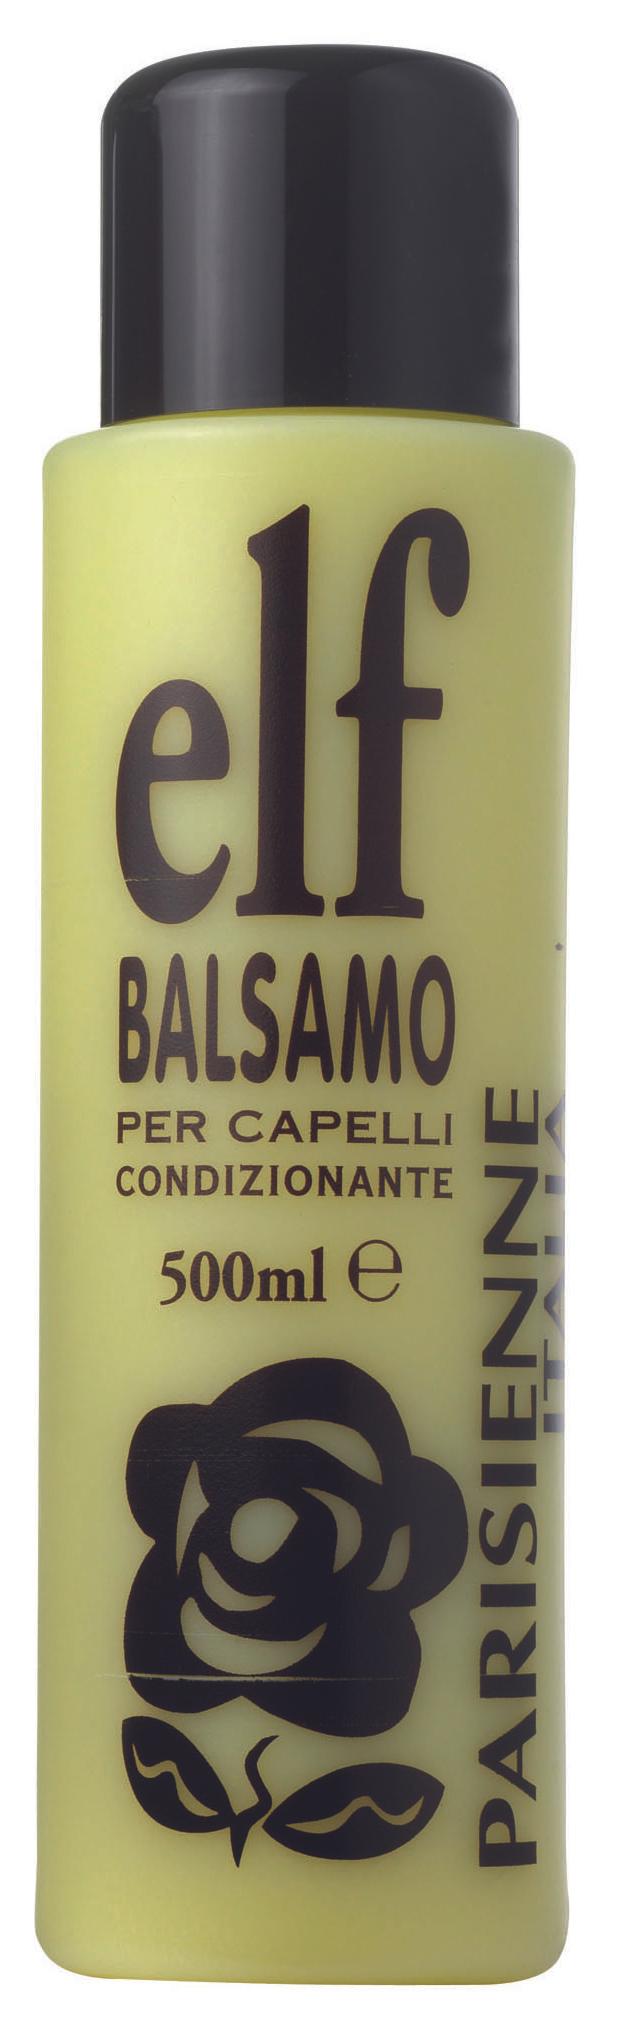 elf
BALSAMO
PER CAPELLI
CONDIZIONANTE
500ml ℮
PARISIENNE
ITALIA